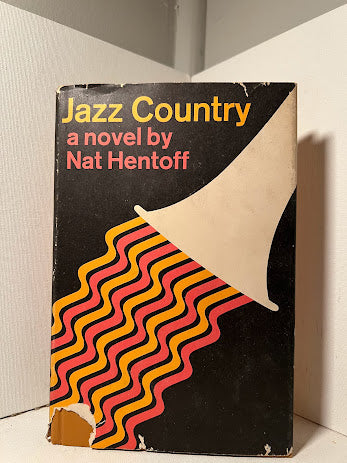 Jazz Country
a novel by
Nat Hentoff